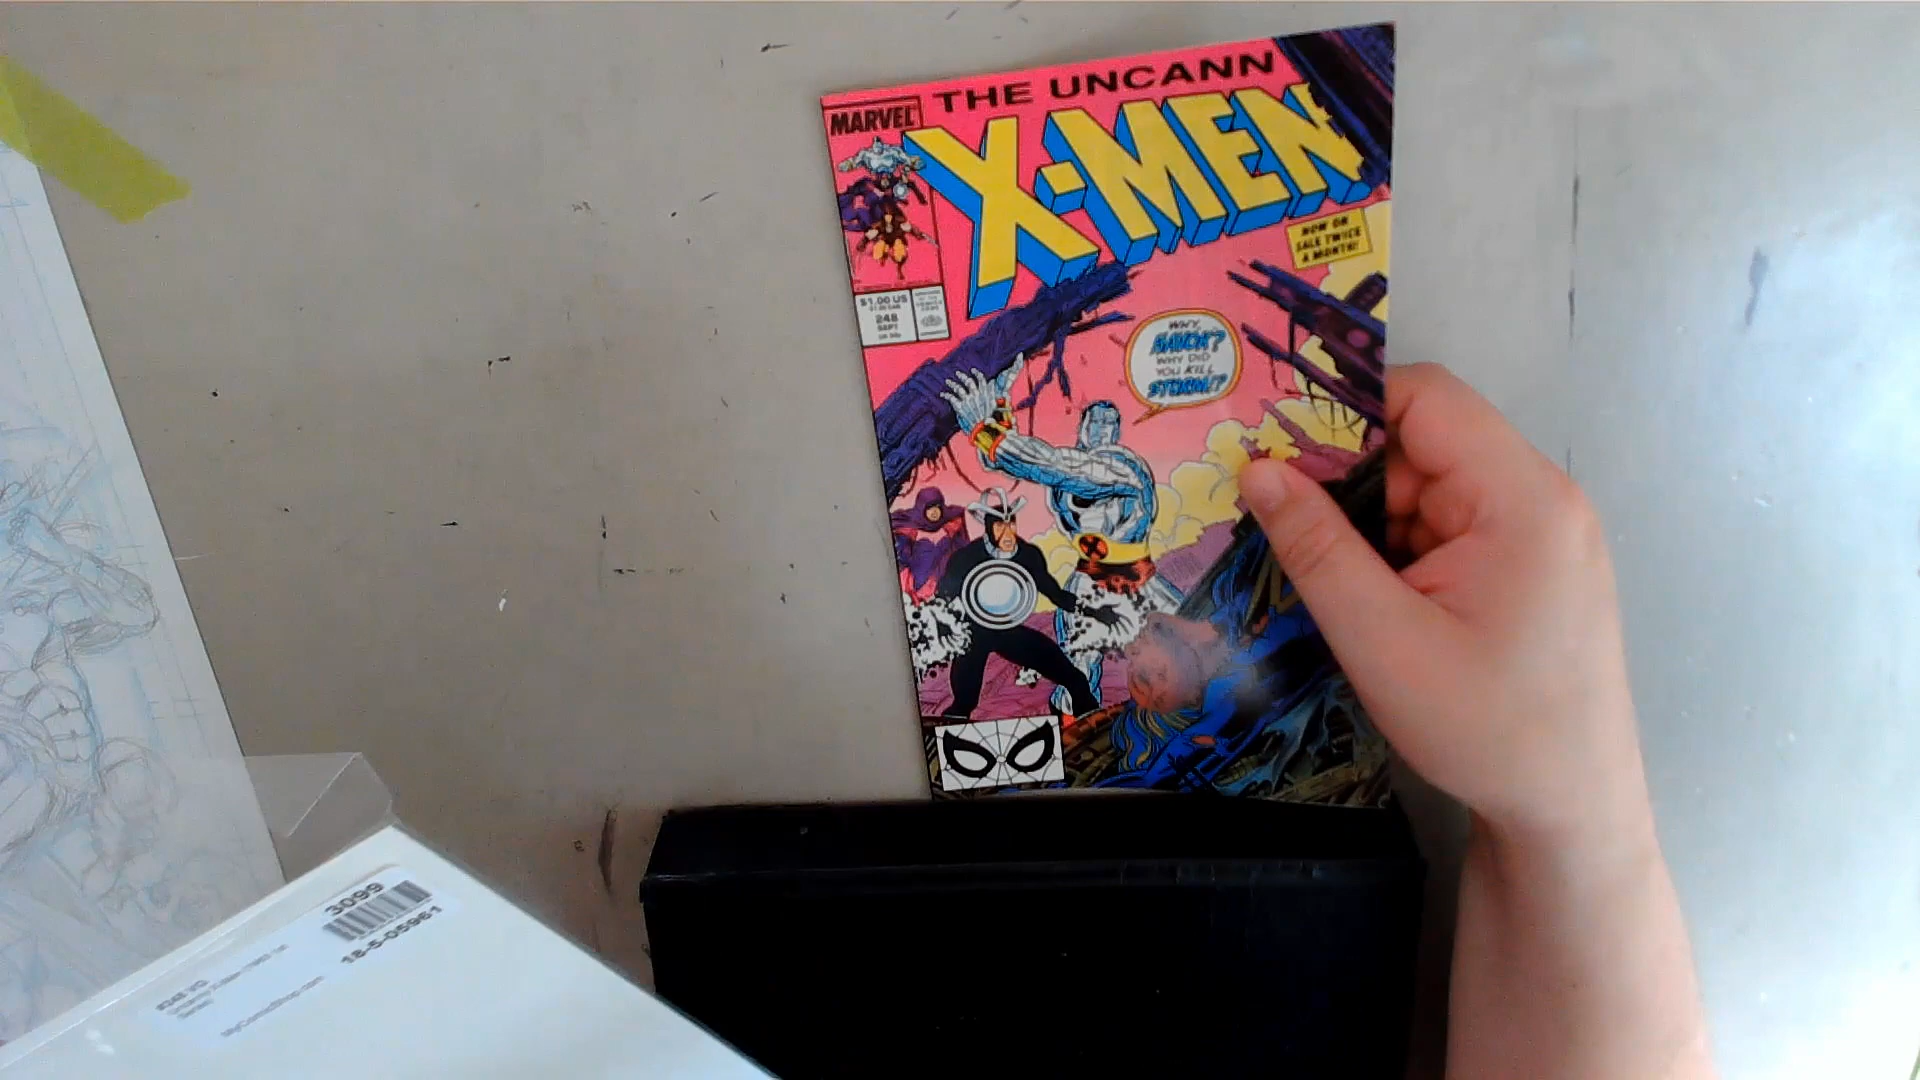 THE UNCANN
MARVEL
X-MEN
NOW ON
SALE TWICE
A MONTH!
$1.00 US
248
SEPT
WHY,
HAVOK?
WHY DID
YOU KILL
STORM!?
3099
18-5-05961